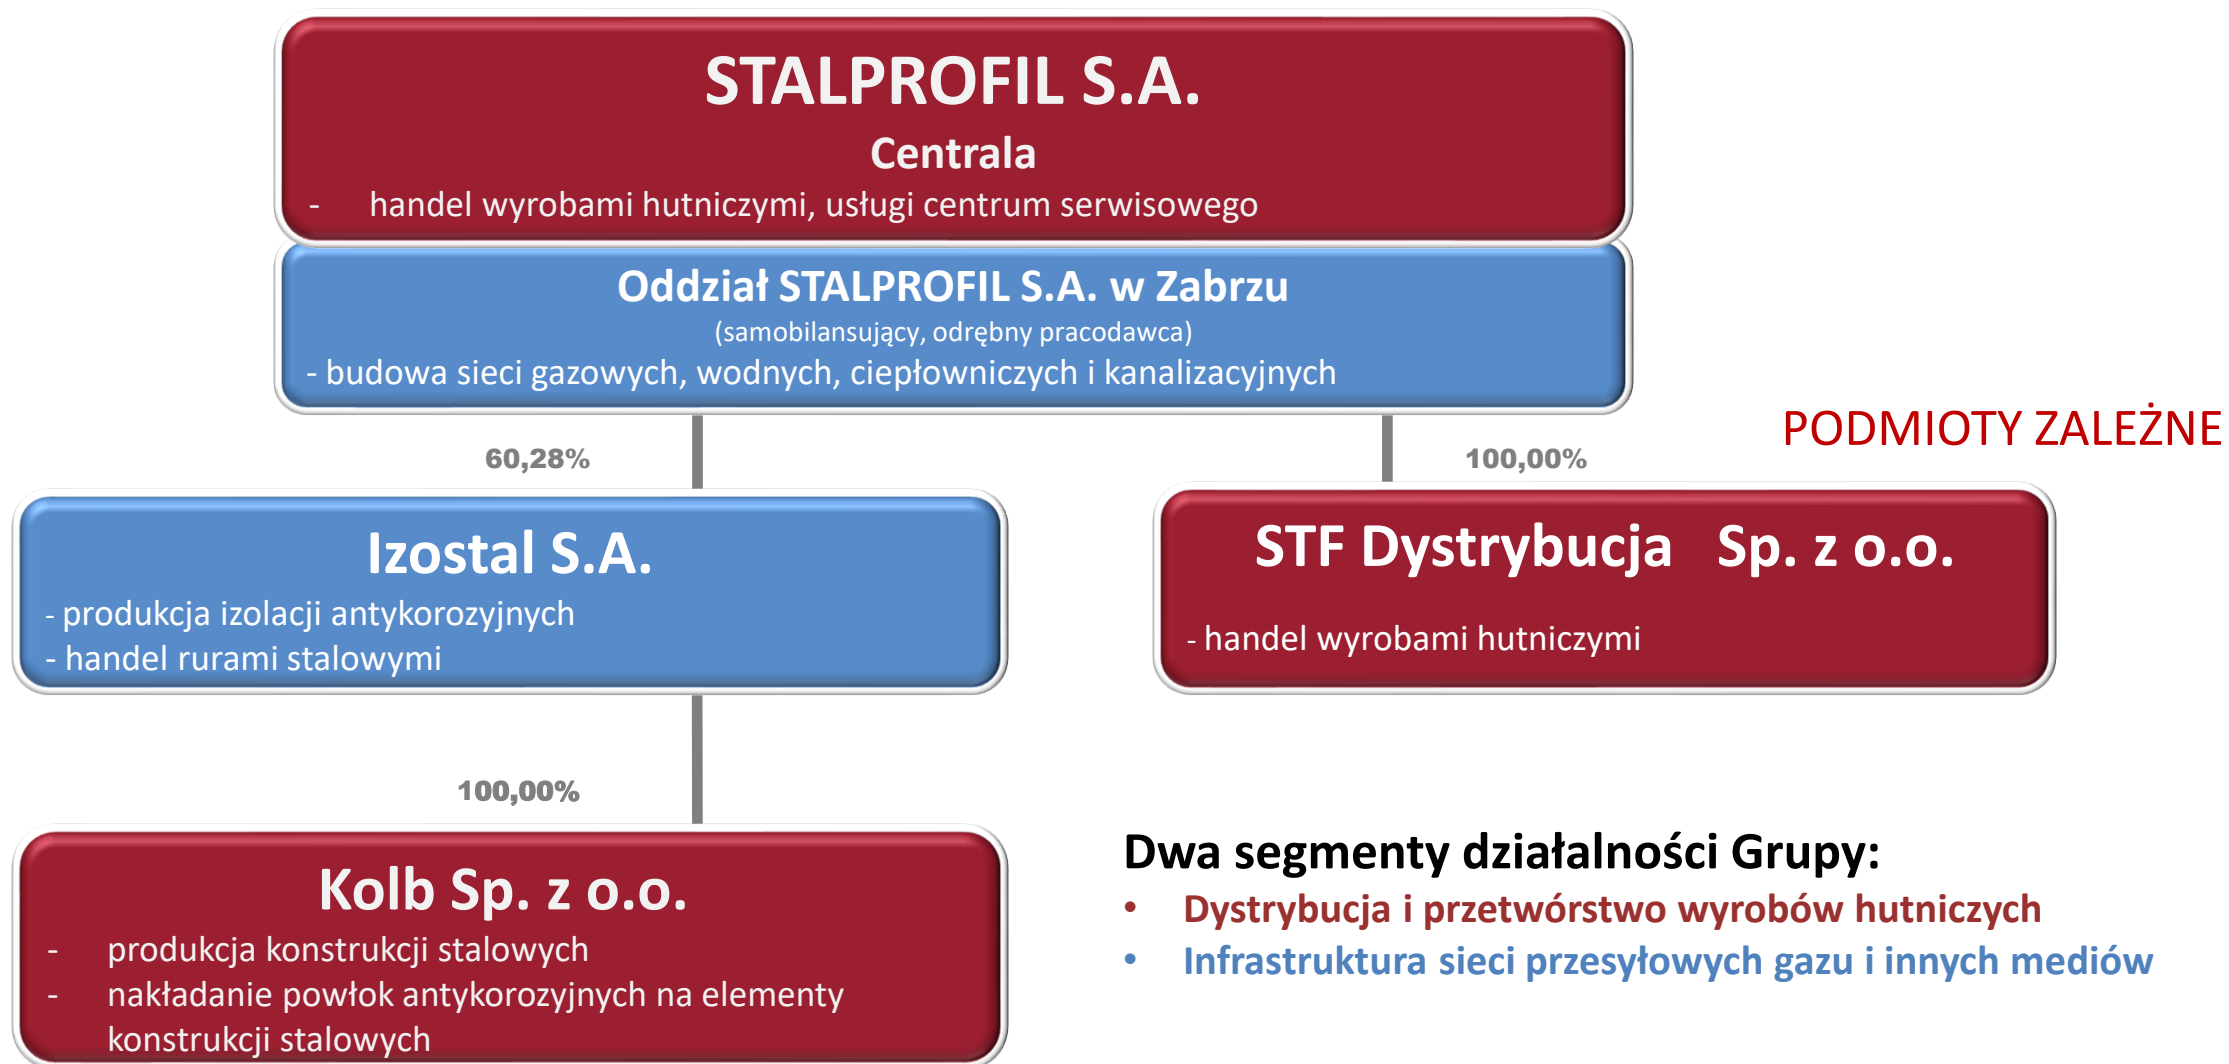 STALPROFIL S.A.
Centrala
- handel wyrobami hutniczymi, usługi centrum serwisowego
Oddział STALPROFIL S.A. w Zabrzu
(samobilansujący, odrębny pracodawca)
- budowa sieci gazowych, wodnych, ciepłowniczych i kanalizacyjnych
PODMIOTY ZALEŻNE
60,28%
100,00%
Izostal S.A.
- produkcja izolacji antykorozyjnych
- handel rurami stalowymi
STF Dystrybucja Sp. z o.o.
- handel wyrobami hutniczymi
100,00%
Kolb Sp. z o.o.
- produkcja konstrukcji stalowych
- nakładanie powłok antykorozyjnych na elementy
konstrukcji stalowych
Dwa segmenty działalności Grupy:
• Dystrybucja i przetwórstwo wyrobów hutniczych
• Infrastruktura sieci przesyłowych gazu i innych mediów